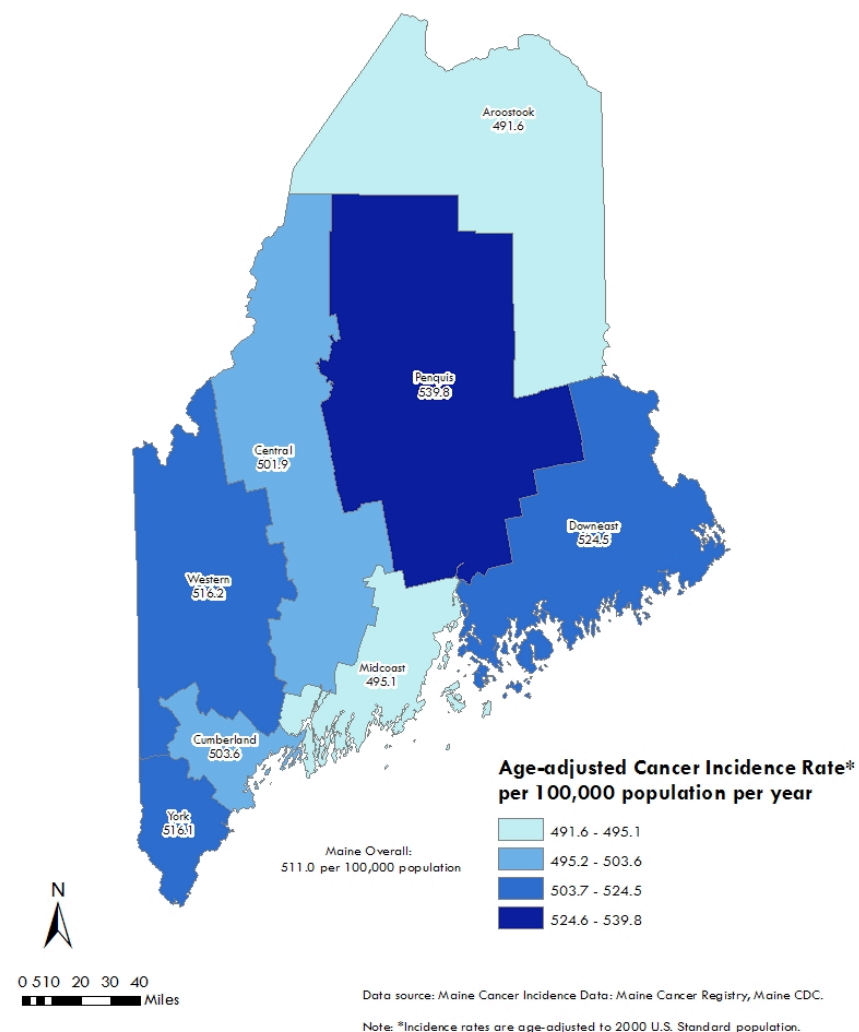 Aroostook
491.6
Penquis
539.8
Central
501.9
Downeast
524.5
Western
516.2
Midcoast
495.1
Cumberland
503.6
York
516.1
Age-adjusted Cancer Incidence Rate*
per 100,000 population per year
491.6 - 495.1
495.2 - 503.6
503.7 - 524.5
524.6 - 539.8
Maine Overall:
511.0 per 100,000 population
N
0 5 10 20 30 40
Miles
Data source: Maine Cancer Incidence Data: Maine Cancer Registry, Maine CDC.
Note: *Incidence rates are age-adjusted to 2000 U.S. Standard population.